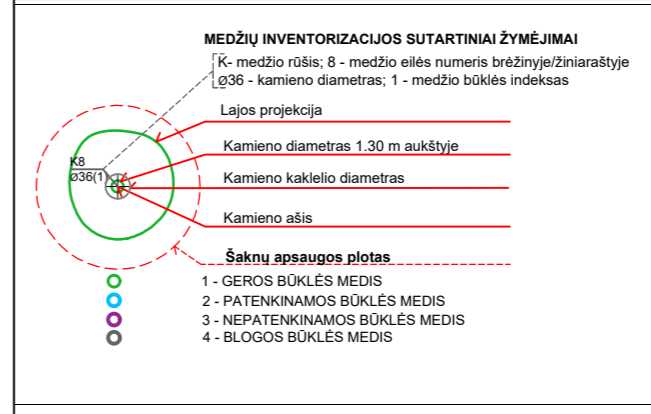 MEDŽIŲ INVENTORIZACIJOS SUTARTINIAI ŽYMĖJIMAI
K- medžio rūšis; 8 - medžio eilės numeris brėžinyje/žiniaraštyje
Ø36 - kamieno diametras; 1 - medžio būklės indeksas
Lajos projekcija
Kamieno diametras 1.30 m aukštyje
K8
Ø36(1)
Kamieno kaklelio diametras
Kamieno ašis
Šaknų apsaugos plotas
1 - GEROS BŪKLĖS MEDIS
2 - PATENKINAMOS BŪKLĖS MEDIS
3 - NEPATENKINAMOS BŪKLĖS MEDIS
4 - BLOGOS BŪKLĖS MEDIS